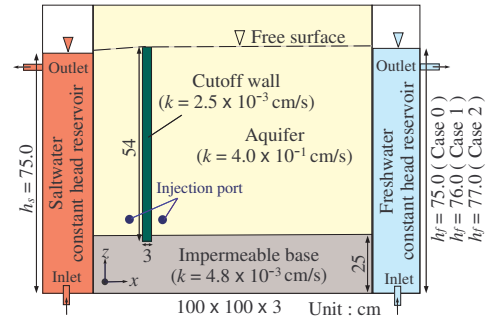 Free surface
Outlet
Outlet
Cutoff wall
(k = 2.5 x 10⁻³ cm/s)
Aquifer
(k = 4.0 x 10⁻¹ cm/s)
54
Injection port
hₛ = 75.0
Saltwater
constant head reservoir
Freshwater
constant head reservoir
h_f = 75.0 ( Case 0 )
h_f = 76.0 ( Case 1 )
h_f = 77.0 ( Case 2 )
3
Impermeable base
(k = 4.8 x 10⁻³ cm/s)
25
z
x
Inlet
Inlet
100 x 100 x 3
Unit : cm